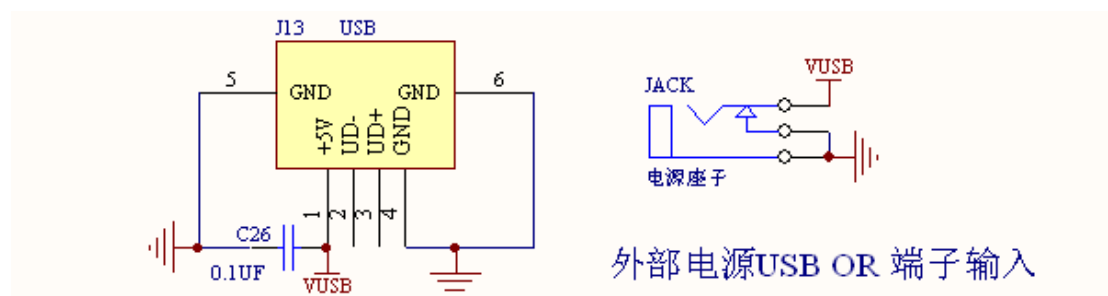 J13 USB
5
6
GND GND
+5V
UD-
UD+
GND
1
2
3
4
C26
0.1UF
VUSB
VUSB
JACK
电源座子
外部电源USB OR 端子输入